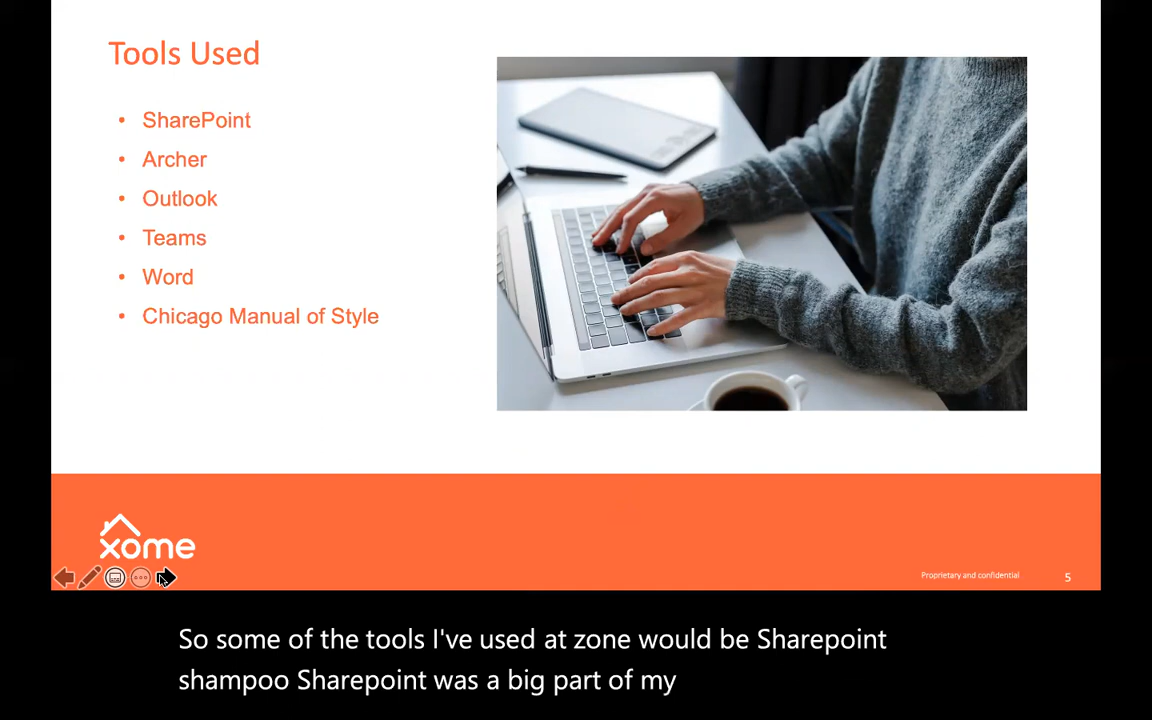 Tools Used
• SharePoint
• Archer
• Outlook
• Teams
• Word
• Chicago Manual of Style
xome
Proprietary and confidential
5
So some of the tools I've used at zone would be Sharepoint
shampoo Sharepoint was a big part of my